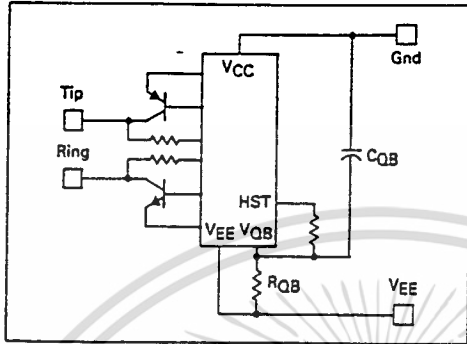 Gnd
VCC
Tip
Ring
CQB
HST
VEE VQB
RQB
VEE